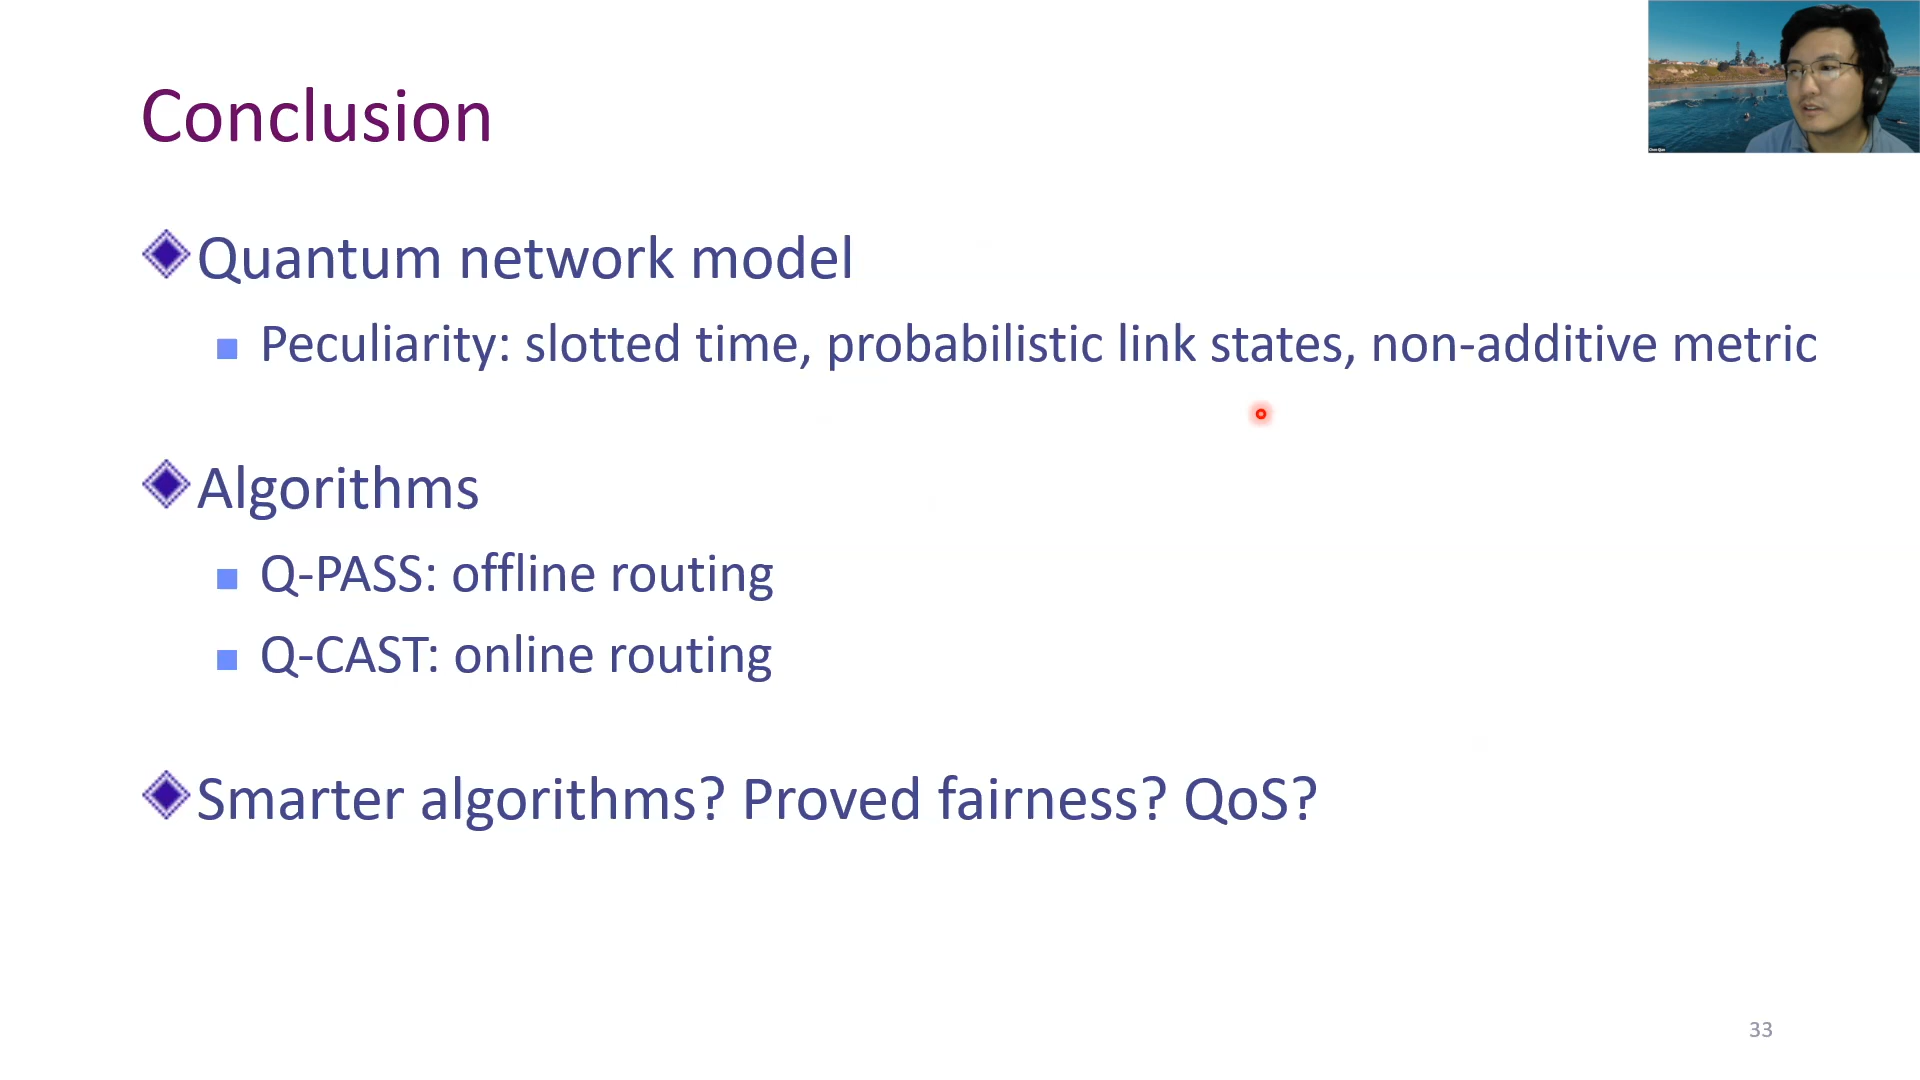 Conclusion
Quantum network model
Peculiarity: slotted time, probabilistic link states, non-additive metric
Algorithms
Q-PASS: offline routing
Q-CAST: online routing
Smarter algorithms? Proved fairness? QoS?
33